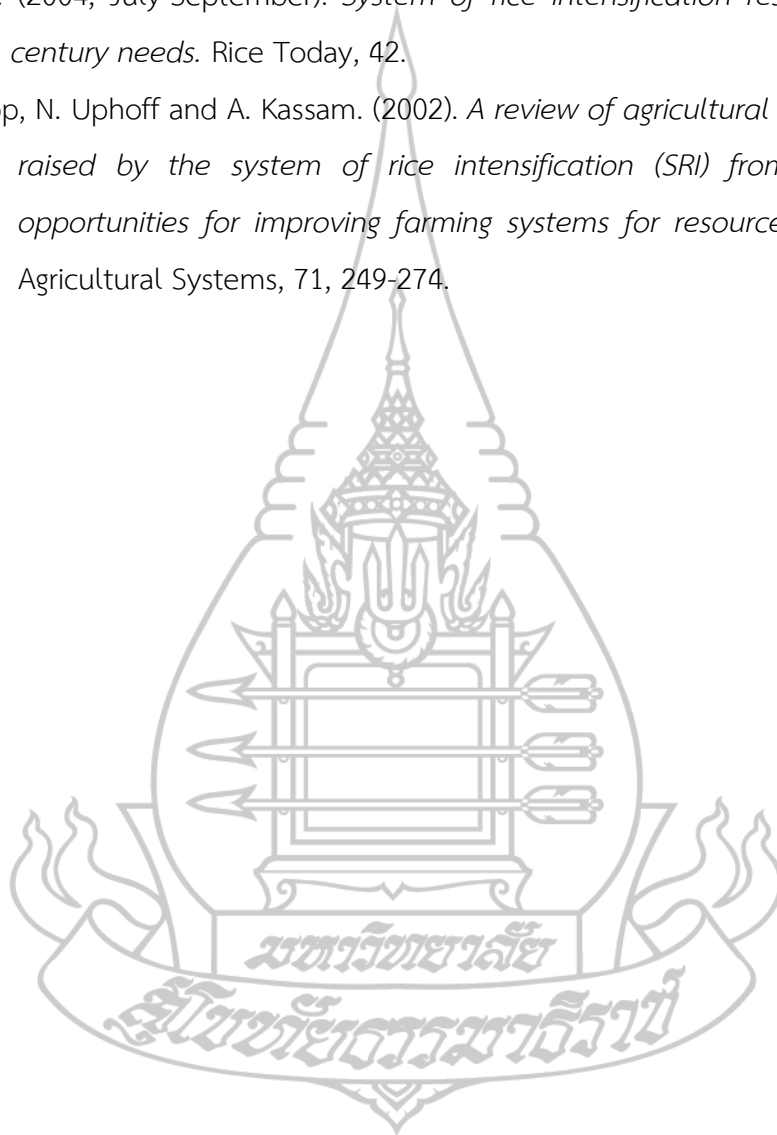 . (2004, July-September). System of rice intensification res
century needs. Rice Today, 42.
op, N. Uphoff and A. Kassam. (2002). A review of agricultural
raised by the system of rice intensification (SRI) from
opportunities for improving farming systems for resource
Agricultural Systems, 71, 249-274.
มหาวิทยาลัย
สุโขทัยธรรมาธิราช